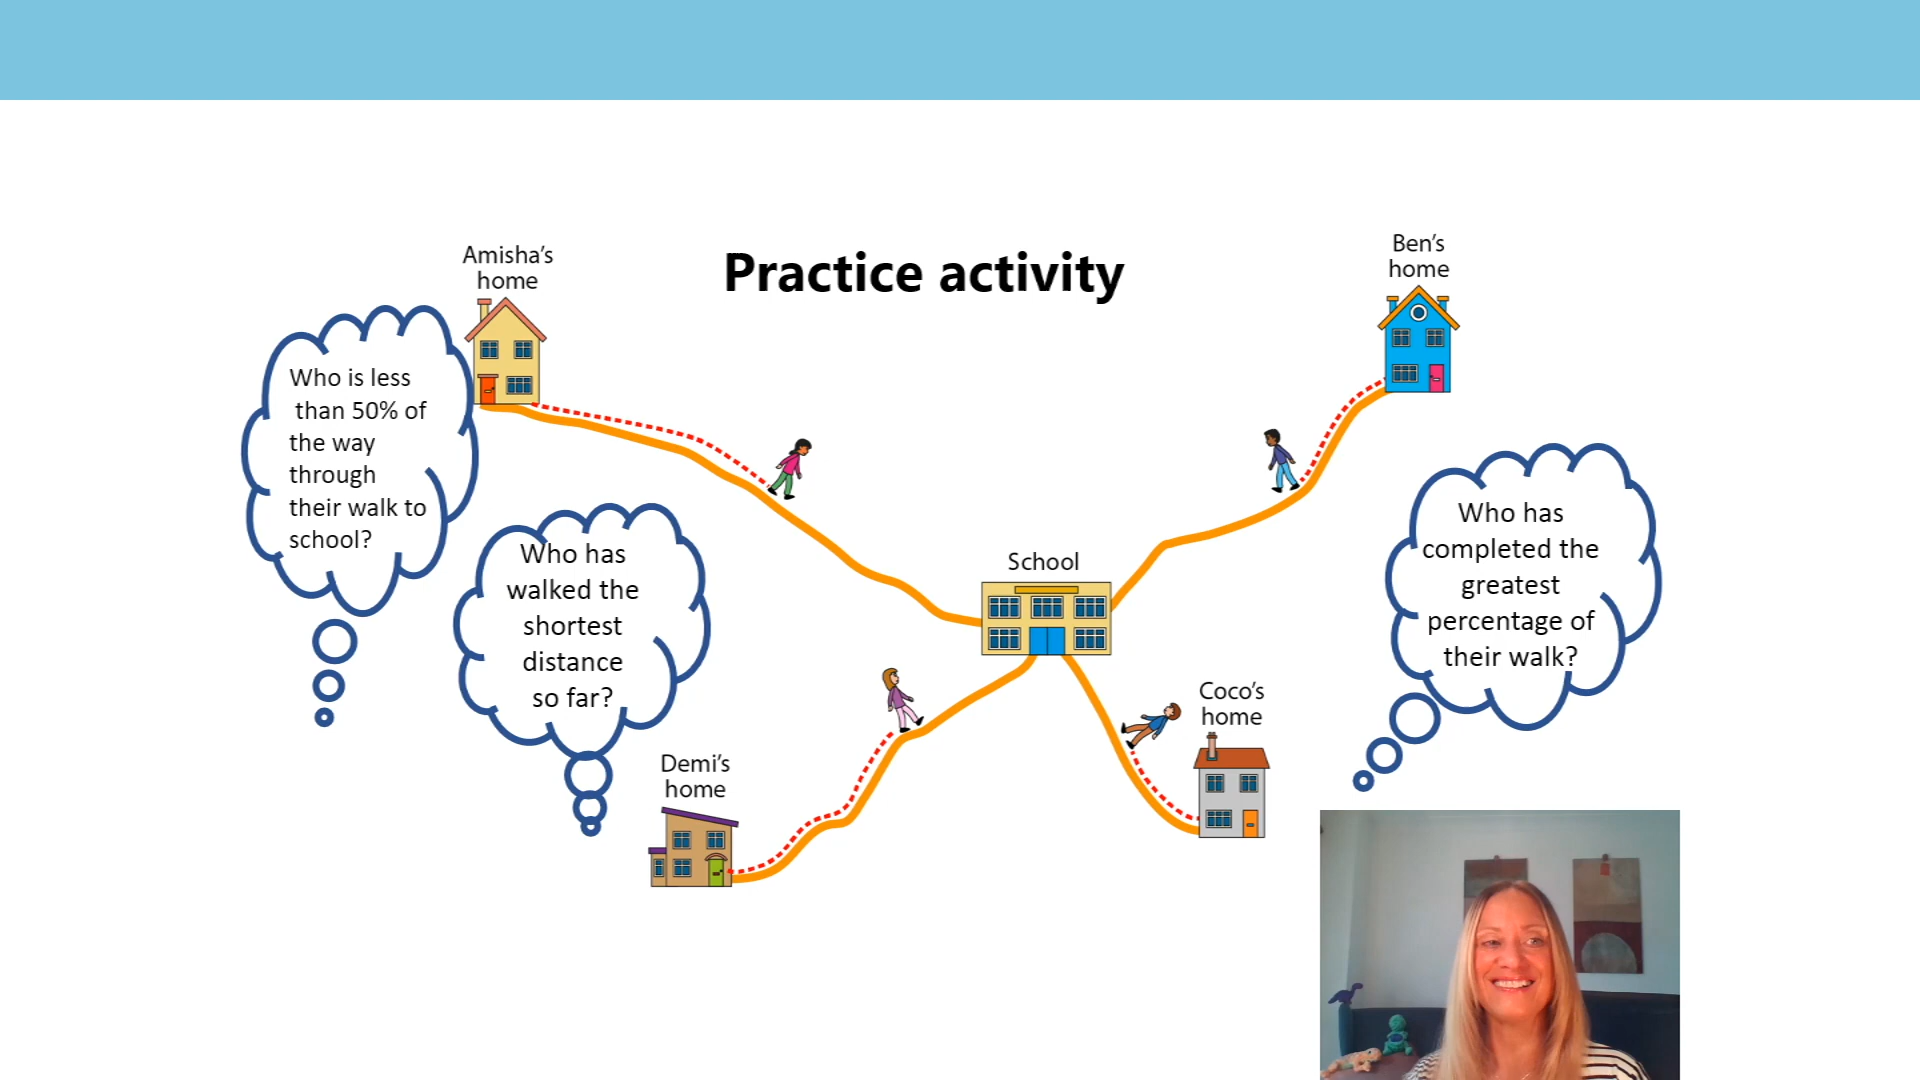 Practice activity
Amisha's
home
Ben's
home
Who is less
than 50% of
the way
through
their walk to
school?
Who has
walked the
shortest
distance
so far?
School
Who has
completed the
greatest
percentage of
their walk?
Coco's
home
Demi's
home